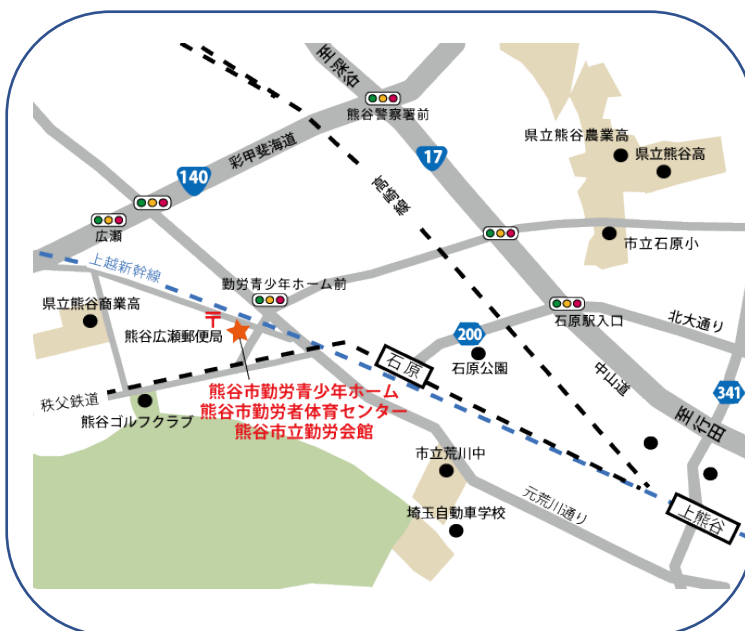 至深谷
熊谷警察署前
県立熊谷農業高
県立熊谷高
彩甲斐海道
17
140
高崎線
広瀬
市立石原小
上越新幹線
勤労青少年ホーム前
県立熊谷商業高
〒
熊谷広瀬郵便局
石原駅入口
北大通り
200
石原
石原公園
中山道
341
熊谷市勤労青少年ホーム
熊谷市勤労者体育センター
熊谷市立勤労会館
秩父鉄道
熊谷ゴルフクラブ
至行田
市立荒川中
元荒川通り
埼玉自動車学校
上熊谷